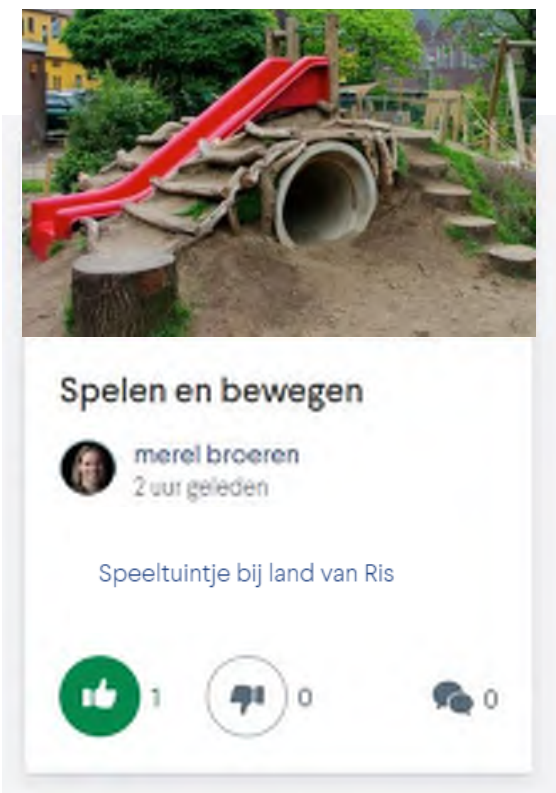 Spelen en bewegen
merel broeren
2 uur geleden
Speeltuintje bij land van Ris
1
0
0